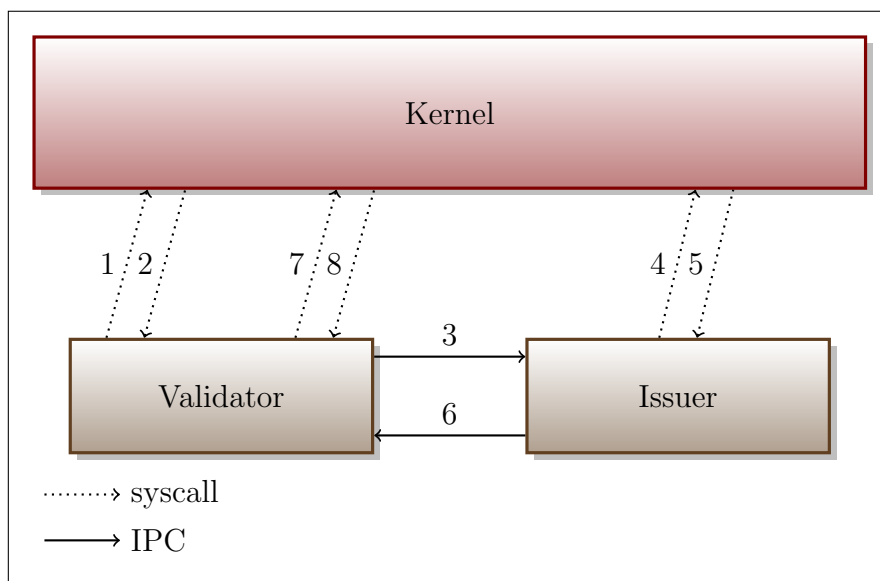 Kernel
1 2 7 8 4 5
3
Validator
Issuer
6
syscall
IPC